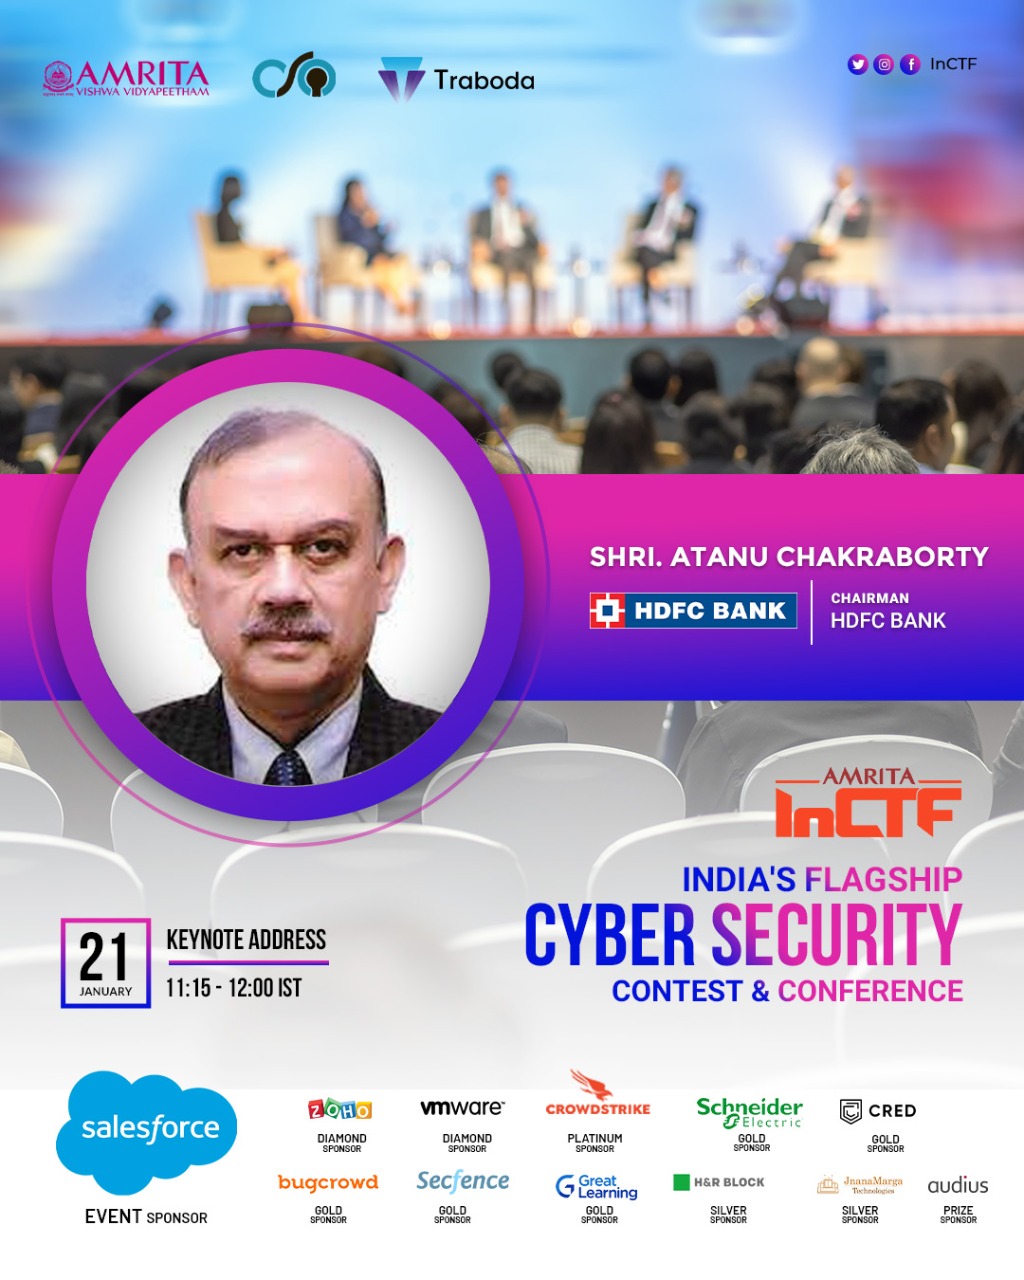 AMRITA
VISHWA VIDYAPEETHAM
Traboda
InCTF
SHRI. ATANU CHAKRABORTY
HDFC BANK
CHAIRMAN
HDFC BANK
AMRITA
InCTF
INDIA'S FLAGSHIP
CYBER SECURITY
CONTEST & CONFERENCE
21
JANUARY
KEYNOTE ADDRESS
11:15 - 12:00 IST
salesforce
EVENT SPONSOR
ZOHO
DIAMOND
SPONSOR
vmware
DIAMOND
SPONSOR
CROWDSTRIKE
PLATINUM
SPONSOR
Schneider
Electric
GOLD
SPONSOR
CRED
GOLD
SPONSOR
bugcrowd
GOLD
SPONSOR
Secfence
GOLD
SPONSOR
Great
Learning
GOLD
SPONSOR
H&R BLOCK
SILVER
SPONSOR
JnanaMarga
Technologies
SILVER
SPONSOR
audius
PRIZE
SPONSOR